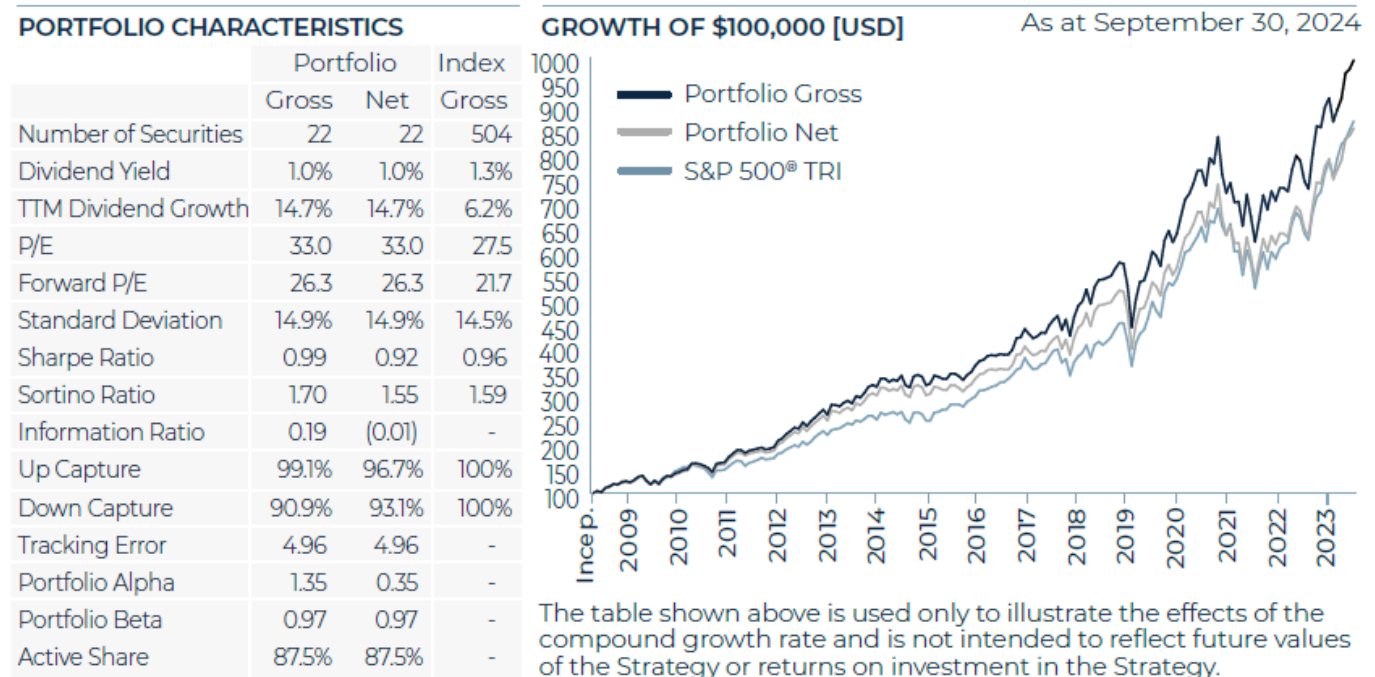 PORTFOLIO CHARACTERISTICS
Portfolio Index
Gross Net Gross
Number of Securities 22 22 504
Dividend Yield 1.0% 1.0% 1.3%
TTM Dividend Growth 14.7% 14.7% 6.2%
P/E 33.0 33.0 27.5
Forward P/E 26.3 26.3 21.7
Standard Deviation 14.9% 14.9% 14.5%
Sharpe Ratio 0.99 0.92 0.96
Sortino Ratio 1.70 1.55 1.59
Information Ratio 0.19 (0.01) -
Up Capture 99.1% 96.7% 100%
Down Capture 90.9% 93.1% 100%
Tracking Error 4.96 4.96 -
Portfolio Alpha 1.35 0.35 -
Portfolio Beta 0.97 0.97 -
Active Share 87.5% 87.5% -
GROWTH OF $100,000 [USD] As at September 30, 2024
1000
950
900
850
800
750
700
650
600
550
500
450
400
350
300
250
200
150
100
Portfolio Gross
Portfolio Net
S&P 500® TRI
Incep. 2009 2010 2011 2012 2013 2014 2015 2016 2017 2018 2019 2020 2021 2022 2023
The table shown above is used only to illustrate the effects of the
compound growth rate and is not intended to reflect future values
of the Strategy or returns on investment in the Strategy.